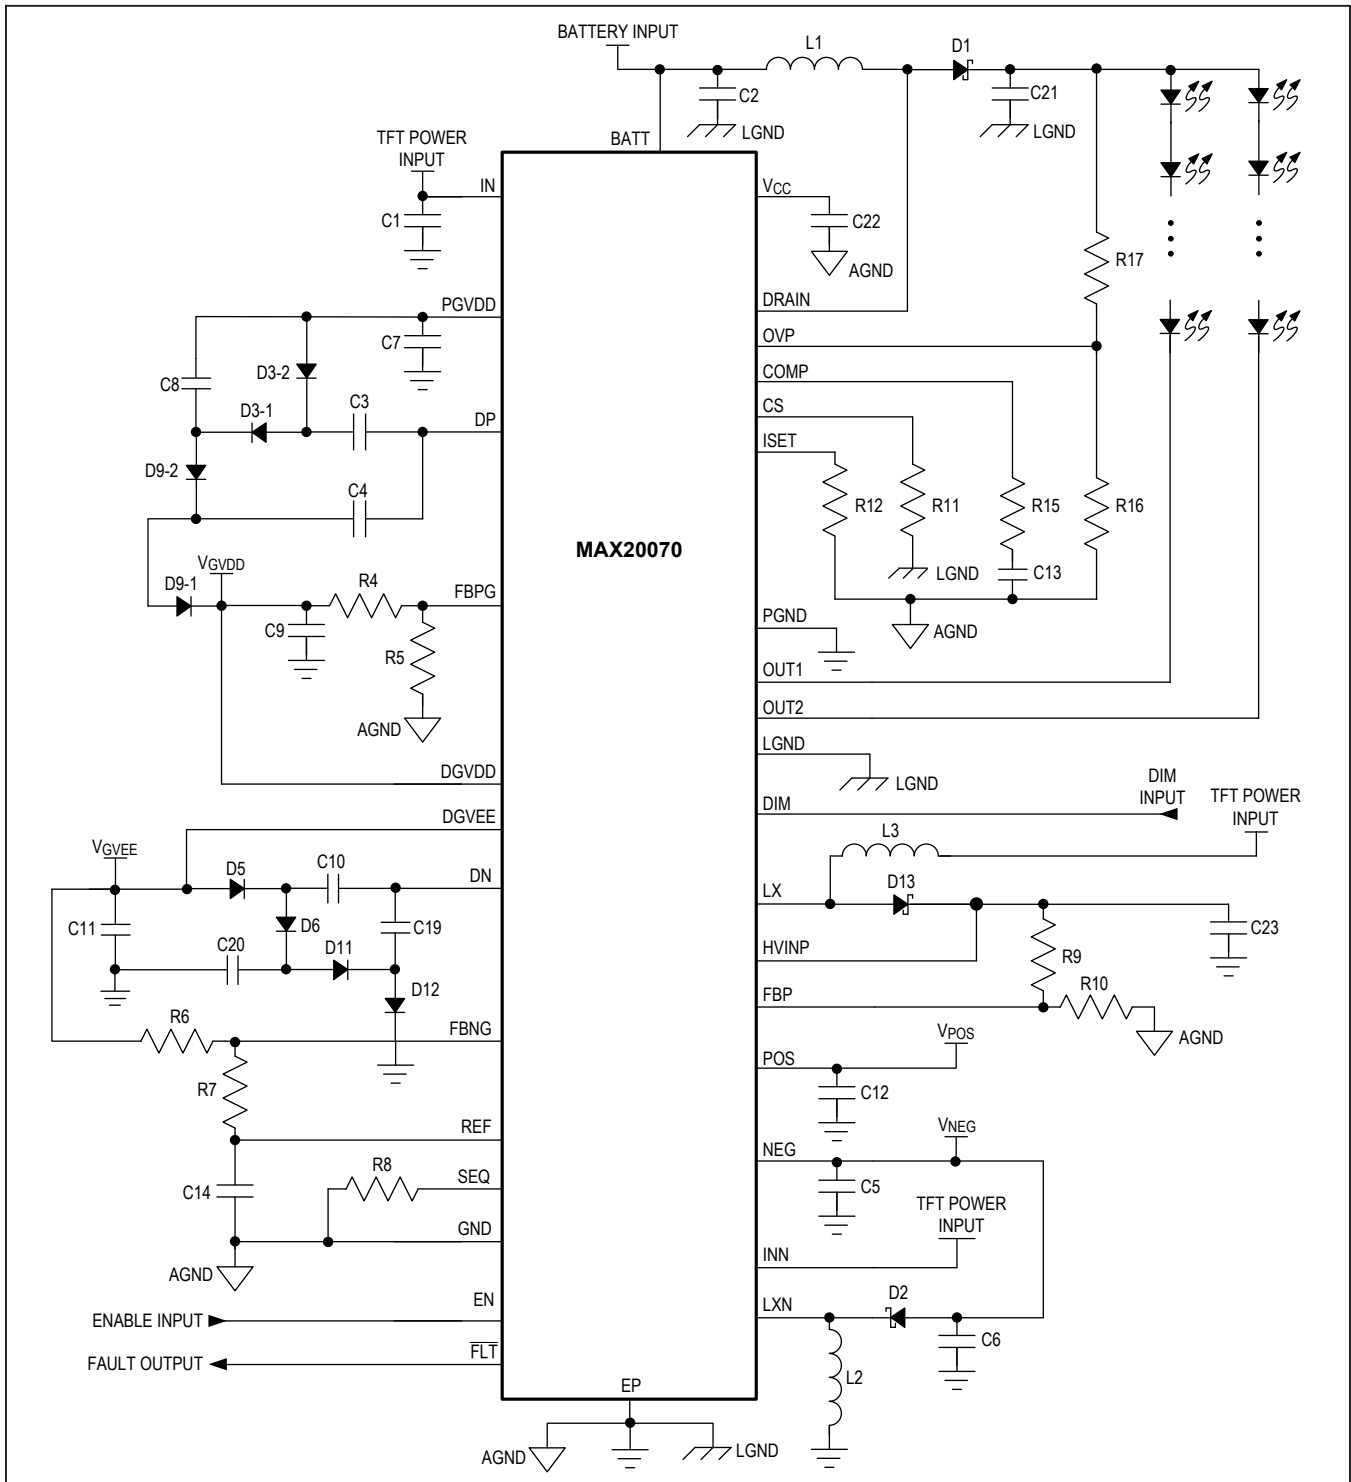 BATTERY INPUT
L1
D1
C2
LGND
C21
LGND
TFT POWER
INPUT
BATT
IN
C1
VCC
C22
AGND
R17
PGVDD
C7
DRAIN
OVP
C8
D3-2
COMP
D3-1
C3
DP
CS
ISET
D9-2
C4
R12
R11
R15
R16
MAX20070
LGND
C13
VGVDD
D9-1
R4
FBPG
C9
R5
AGND
PGND
AGND
OUT1
OUT2
LGND
LGND
DGVDD
DIM
DIM
INPUT
TFT POWER
INPUT
DGVEE
VGVEE
L3
D5
C10
DN
LX
D13
C11
D6
C19
C23
C20
D11
HVINP
R9
D12
FBP
R10
AGND
R6
FBNG
VPOS
POS
R7
C12
REF
VNEG
NEG
R8
SEQ
C14
C5
TFT POWER
INPUT
GND
INN
AGND
EN
LXN
D2
ENABLE INPUT
C6
FLT
FAULT OUTPUT
L2
EP
AGND
LGND